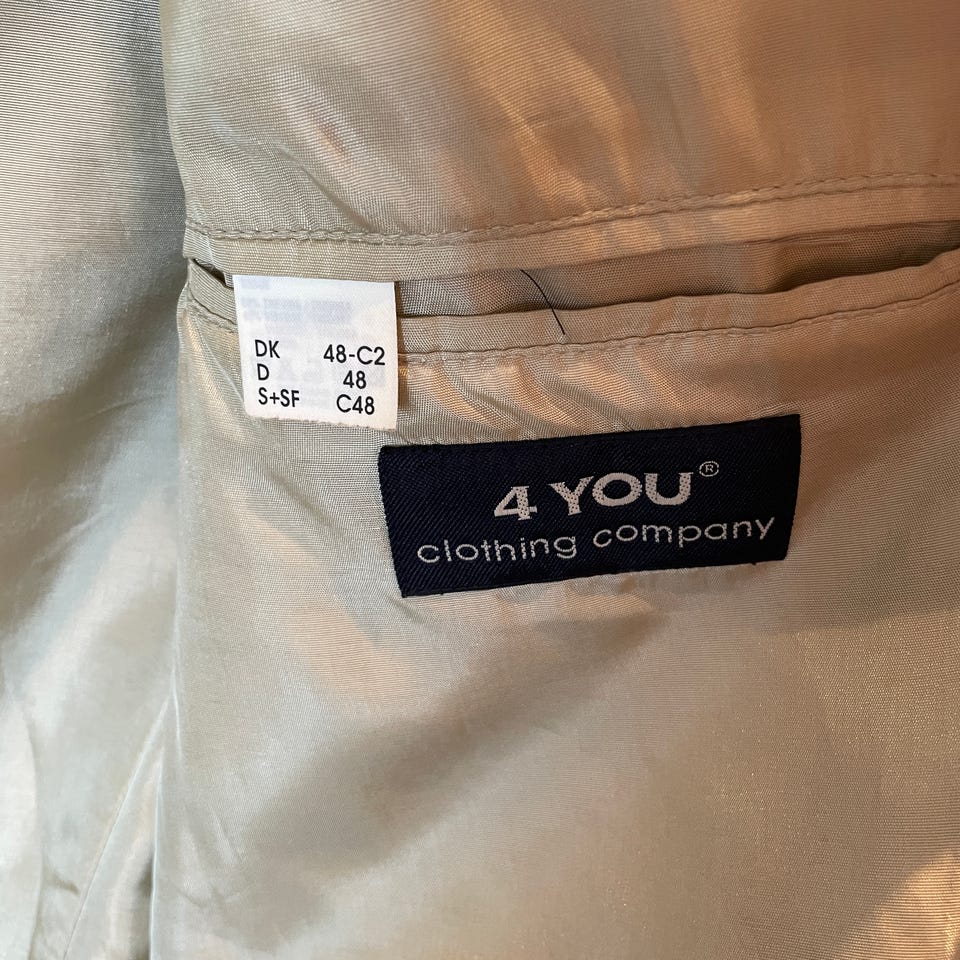 DK 48-C2
D 48
S+SF C48
4 YOU®
clothing company